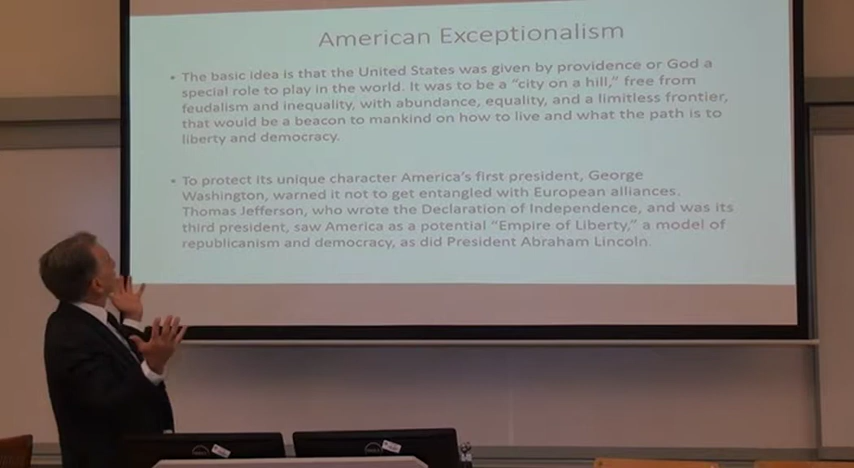 American Exceptionalism
• The basic idea is that the United States was given by providence or God a
special role to play in the world. It was to be a “city on a hill,” free from
feudalism and inequality, with abundance, equality, and a limitless frontier,
that would be a beacon to mankind on how to live and what the path is to
liberty and democracy.
• To protect its unique character America’s first president, George
Washington, warned it not to get entangled with European alliances.
Thomas Jefferson, who wrote the Declaration of Independence, and was its
third president, saw America as a potential “Empire of Liberty,” a model of
republicanism and democracy, as did President Abraham Lincoln.